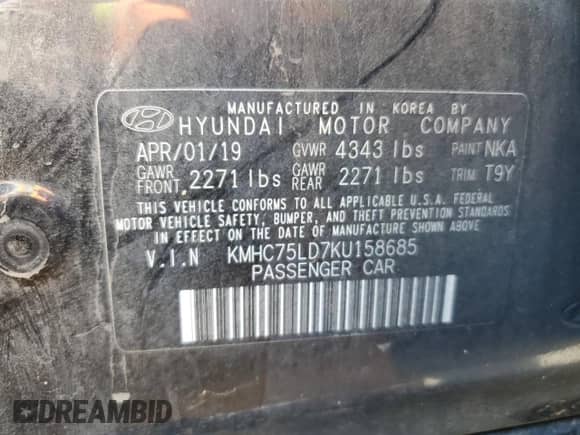 MANUFACTURED IN KOREA BY
HYUNDAI MOTOR COMPANY
APR/01/19 GVWR 4343 lbs PAINT NKA
GAWR FRONT 2271 lbs GAWR REAR 2271 lbs TRIM T9Y
THIS VEHICLE CONFORMS TO ALL APPLICABLE U.S.A. FEDERAL
MOTOR VEHICLE SAFETY, BUMPER, AND THEFT PREVENTION STANDARDS
IN EFFECT ON THE DATE OF MANUFACTURE SHOWN ABOVE.
V.I.N KMHC75LD7KU158685
PASSENGER CAR
DREAMBID